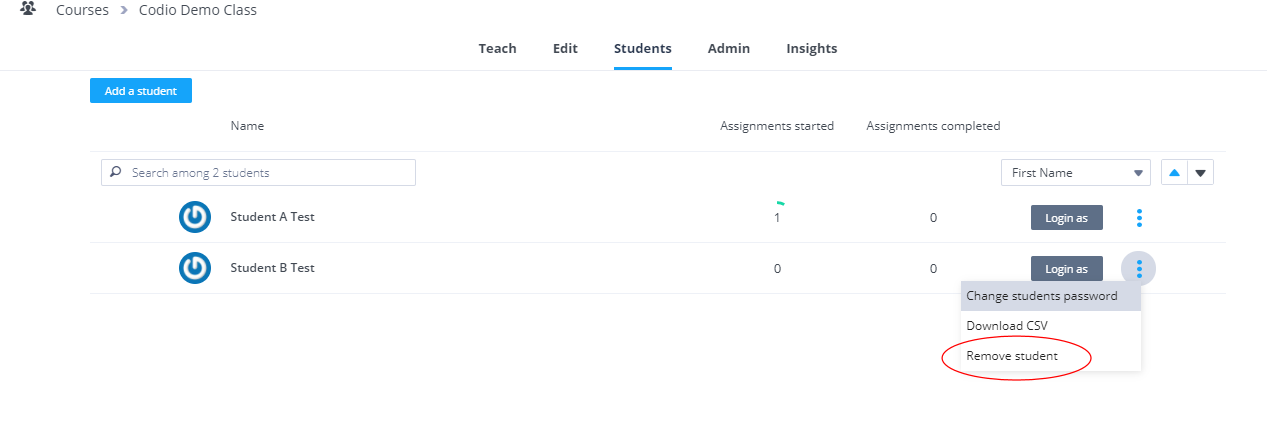 Courses > Codio Demo Class
Teach Edit Students Admin Insights
Add a student
Name Assignments started Assignments completed
Search among 2 students First Name
Student A Test 1 0 Login as
Student B Test 0 0 Login as
Change students password
Download CSV
Remove student